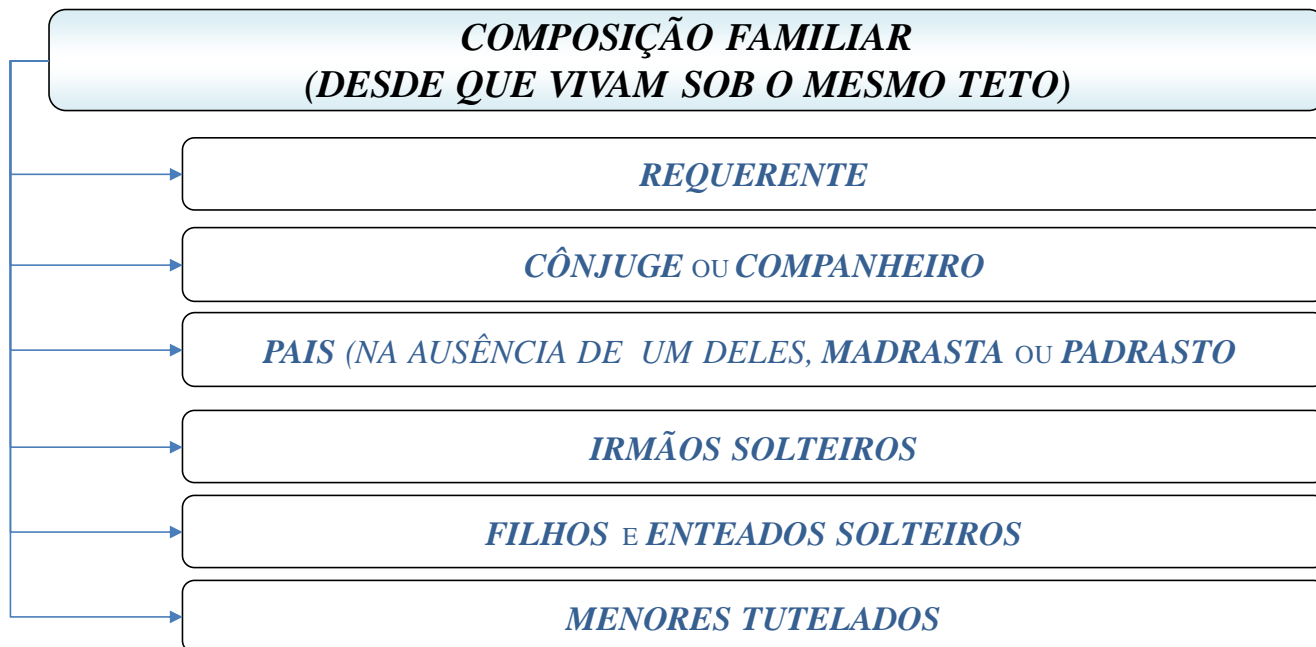 COMPOSIÇÃO FAMILIAR
(DESDE QUE VIVAM SOB O MESMO TETO)
REQUERENTE
CÔNJUGE OU COMPANHEIRO
PAIS (NA AUSÊNCIA DE UM DELES, MADRASTA OU PADRASTO
IRMÃOS SOLTEIROS
FILHOS E ENTEADOS SOLTEIROS
MENORES TUTELADOS